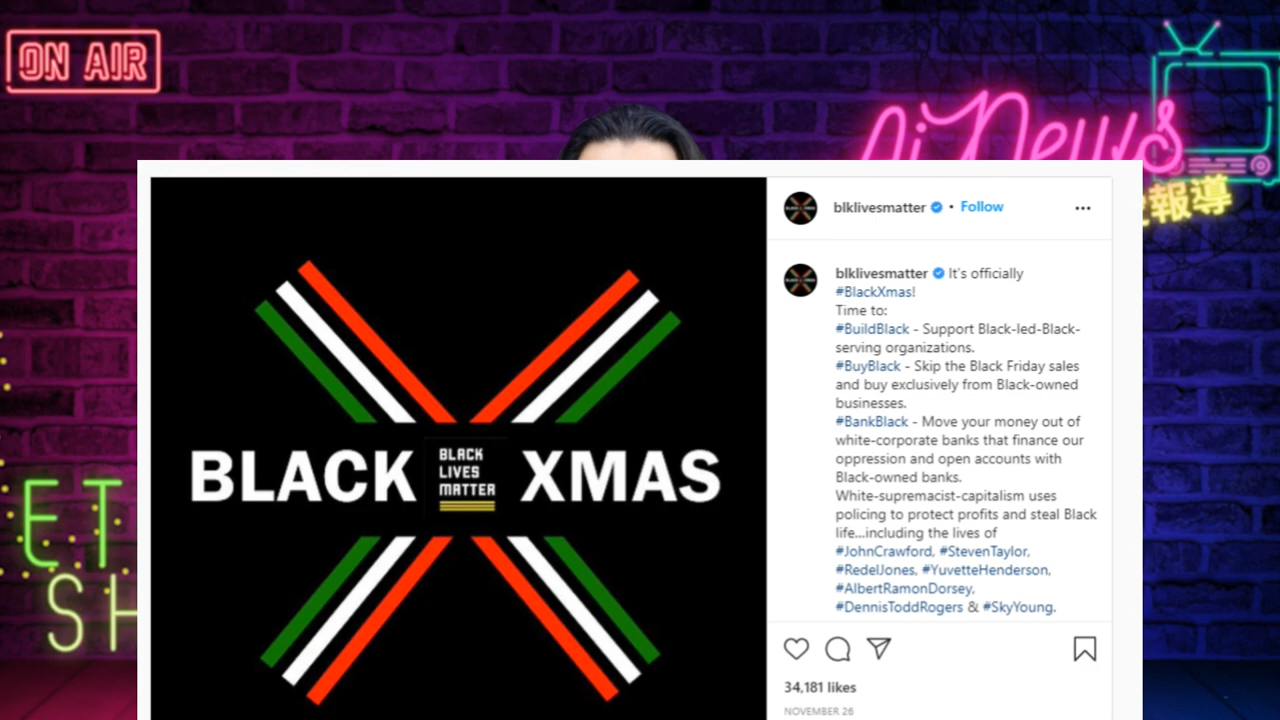 ON AIR
Ai News
報導
ET
SH
BLACK
BLACK
LIVES
MATTER
XMAS
blklivesmatter • Follow
blklivesmatter It's officially
#BlackXmas!
Time to:
#BuildBlack - Support Black-led-Black-
serving organizations.
#BuyBlack - Skip the Black Friday sales
and buy exclusively from Black-owned
businesses.
#BankBlack - Move your money out of
white-corporate banks that finance our
oppression and open accounts with
Black-owned banks.
White-supremacist-capitalism uses
policing to protect profits and steal Black
life...including the lives of
#JohnCrawford, #StevenTaylor,
#RedelJones, #YuvetteHenderson,
#AlbertRamonDorsey,
#DennisToddRogers & #SkyYoung.
34,181 likes
NOVEMBER 26